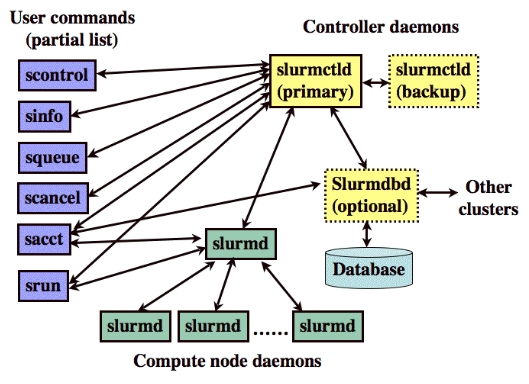 User commands
(partial list)
Controller daemons
scontrol
slurmctld
(primary)
slurmctld
(backup)
sinfo
squeue
scancel
Slurmdbd
(optional)
Other
clusters
sacct
slurmd
Database
srun
slurmd
slurmd
......
slurmd
Compute node daemons